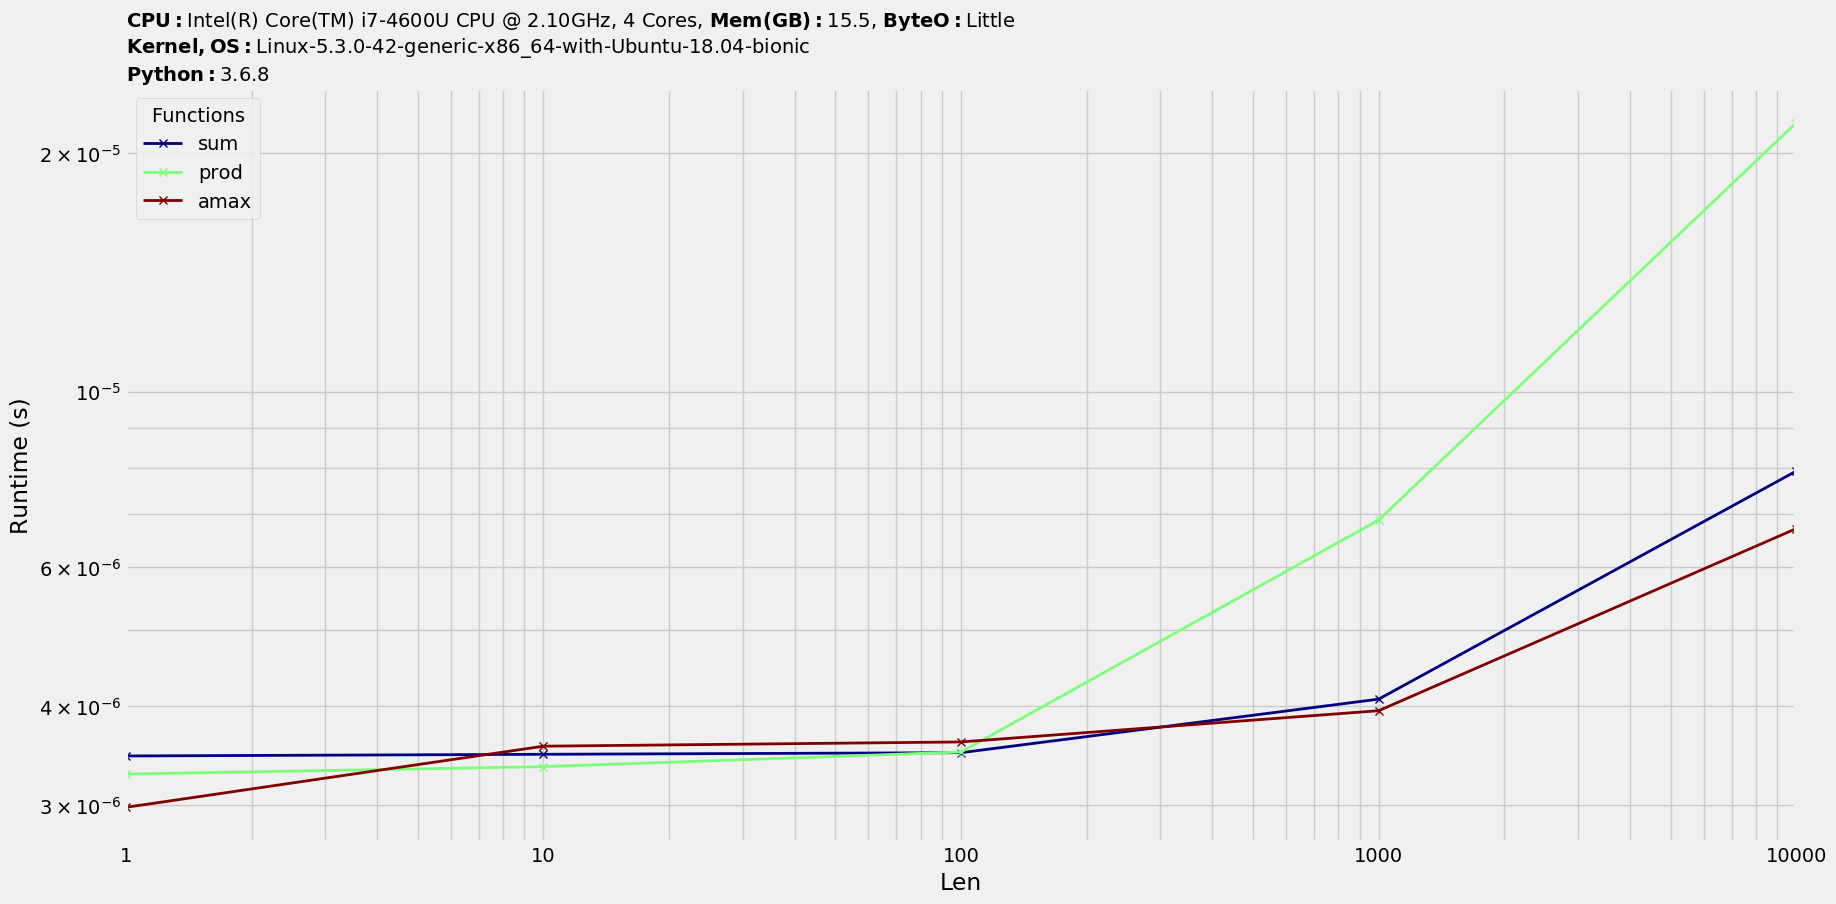 CPU: Intel(R) Core(TM) i7-4600U CPU @ 2.10GHz, 4 Cores, Mem(GB): 15.5, ByteO: Little
Kernel, OS: Linux-5.3.0-42-generic-x86_64-with-Ubuntu-18.04-bionic
Python: 3.6.8
Functions
sum
prod
amax
2 × 10⁻⁵
10⁻⁵
6 × 10⁻⁶
4 × 10⁻⁶
3 × 10⁻⁶
Runtime (s)
1 10 100 1000 10000
Len